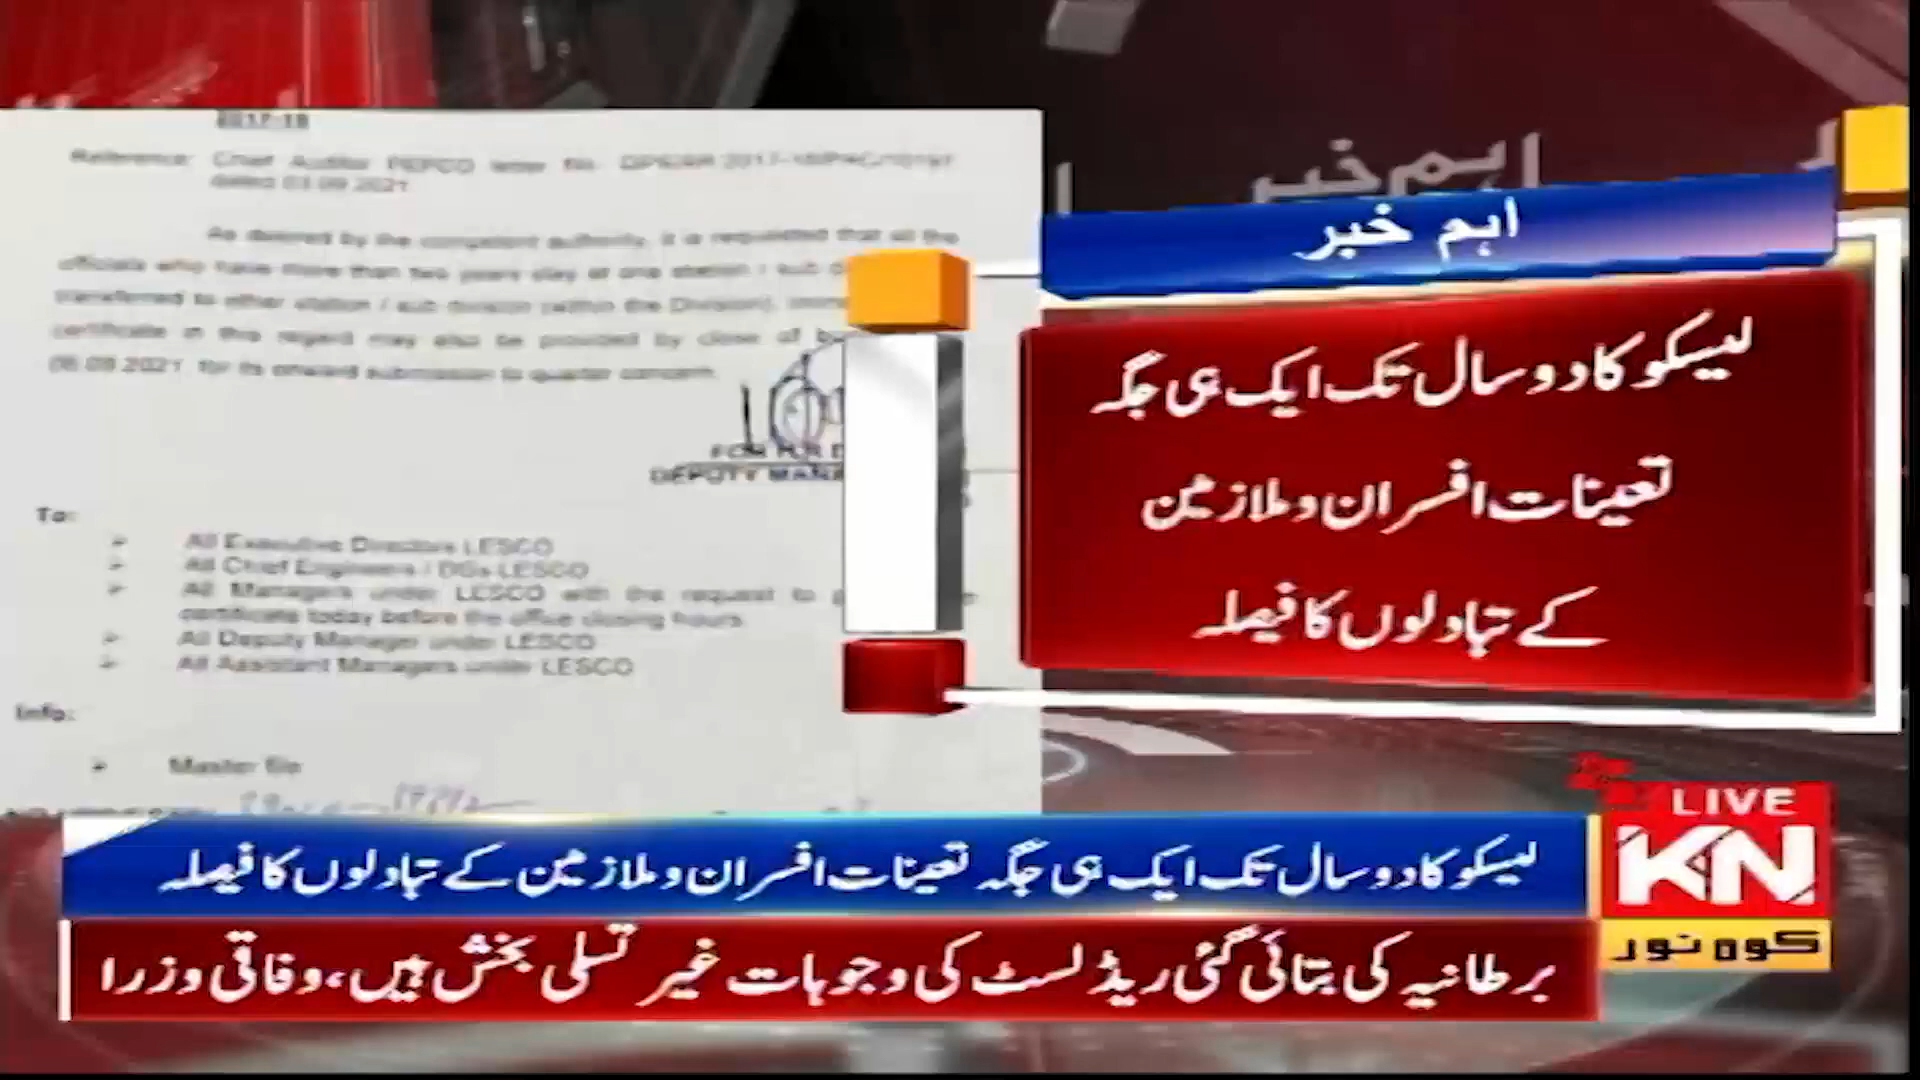 2017-18
Reference: Chief Auditor PEPCO letter No.
dated 03.09.2021
As desired by the competent authority, it is requested that all the
officials who have more than two years stay at one station / sub
transferred to other station / sub division (within the Division).
certificate in this regard may also be provided by close of
06.09.2021 for its onward submission to quarter concern.
DEPUTY
To:
All Executive Directors LESCO
All Chief Engineers / DGs LESCO
All Managers under LESCO with the request to
certificate today before the office closing hours.
All Deputy Manager under LESCO
All Assistant Managers under LESCO
Info:
Master file
اہم خبر
اہم خبر
لیسکو کا دو سال تک ایک ہی جگہ
تعینات افسران و ملازمین
کے تبادلوں کا فیصلہ
LIVE
KN
کوہ نور
لیسکو کا دو سال تک ایک ہی جگہ تعینات افسران و ملازمین کے تبادلوں کا فیصلہ
برطانیہ کی بتائی گئی ریڈ لسٹ کی وجوہات غیر تسلی بخش ہیں، وفاقی وزرا